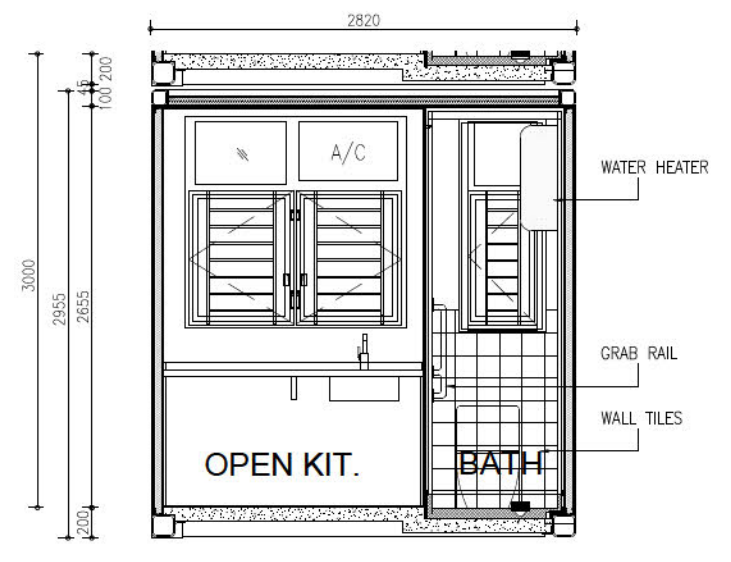 2820
200
45
100
A/C
WATER HEATER
3000
2955
2655
GRAB RAIL
WALL TILES
OPEN KIT.
BATH
200